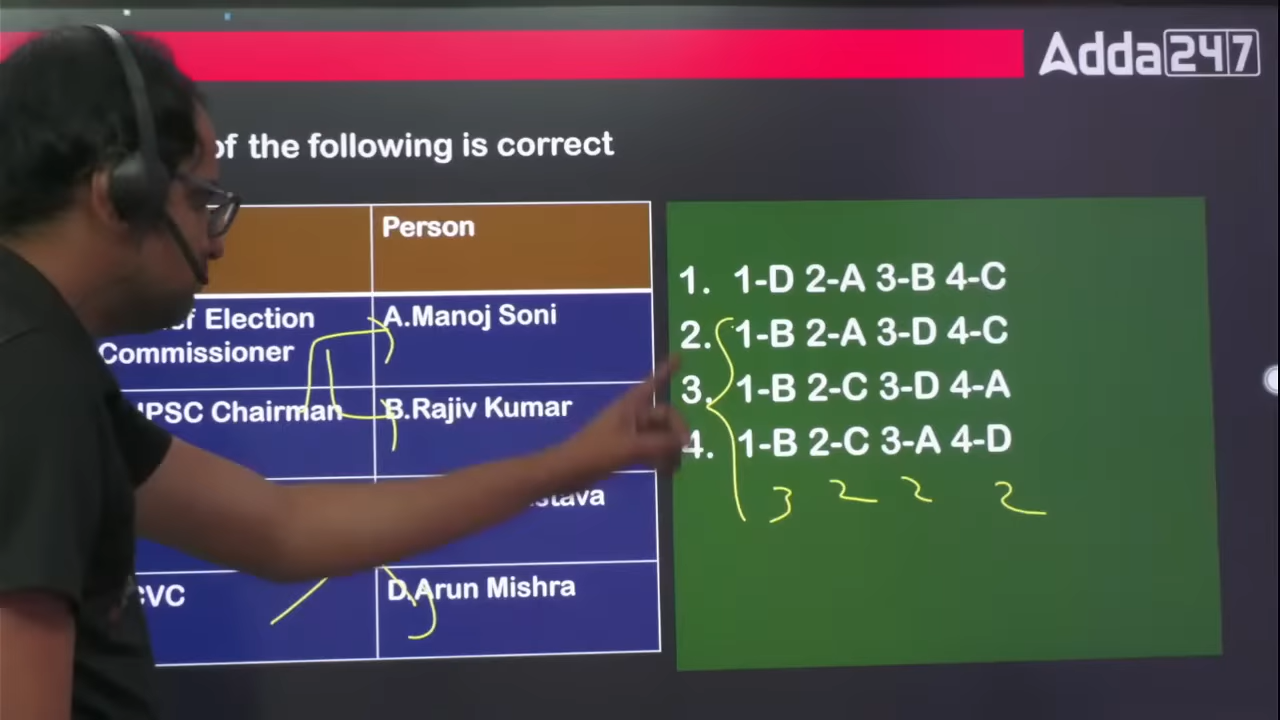 Adda247
of the following is correct
Person
Election
Commissioner
A.Manoj Soni
Chairman
B.Rajiv Kumar
D.Arun Mishra
1. 1-D 2-A 3-B 4-C
2. 1-B 2-A 3-D 4-C
3. 1-B 2-C 3-D 4-A
4. 1-B 2-C 3-A 4-D
3 2 2 2